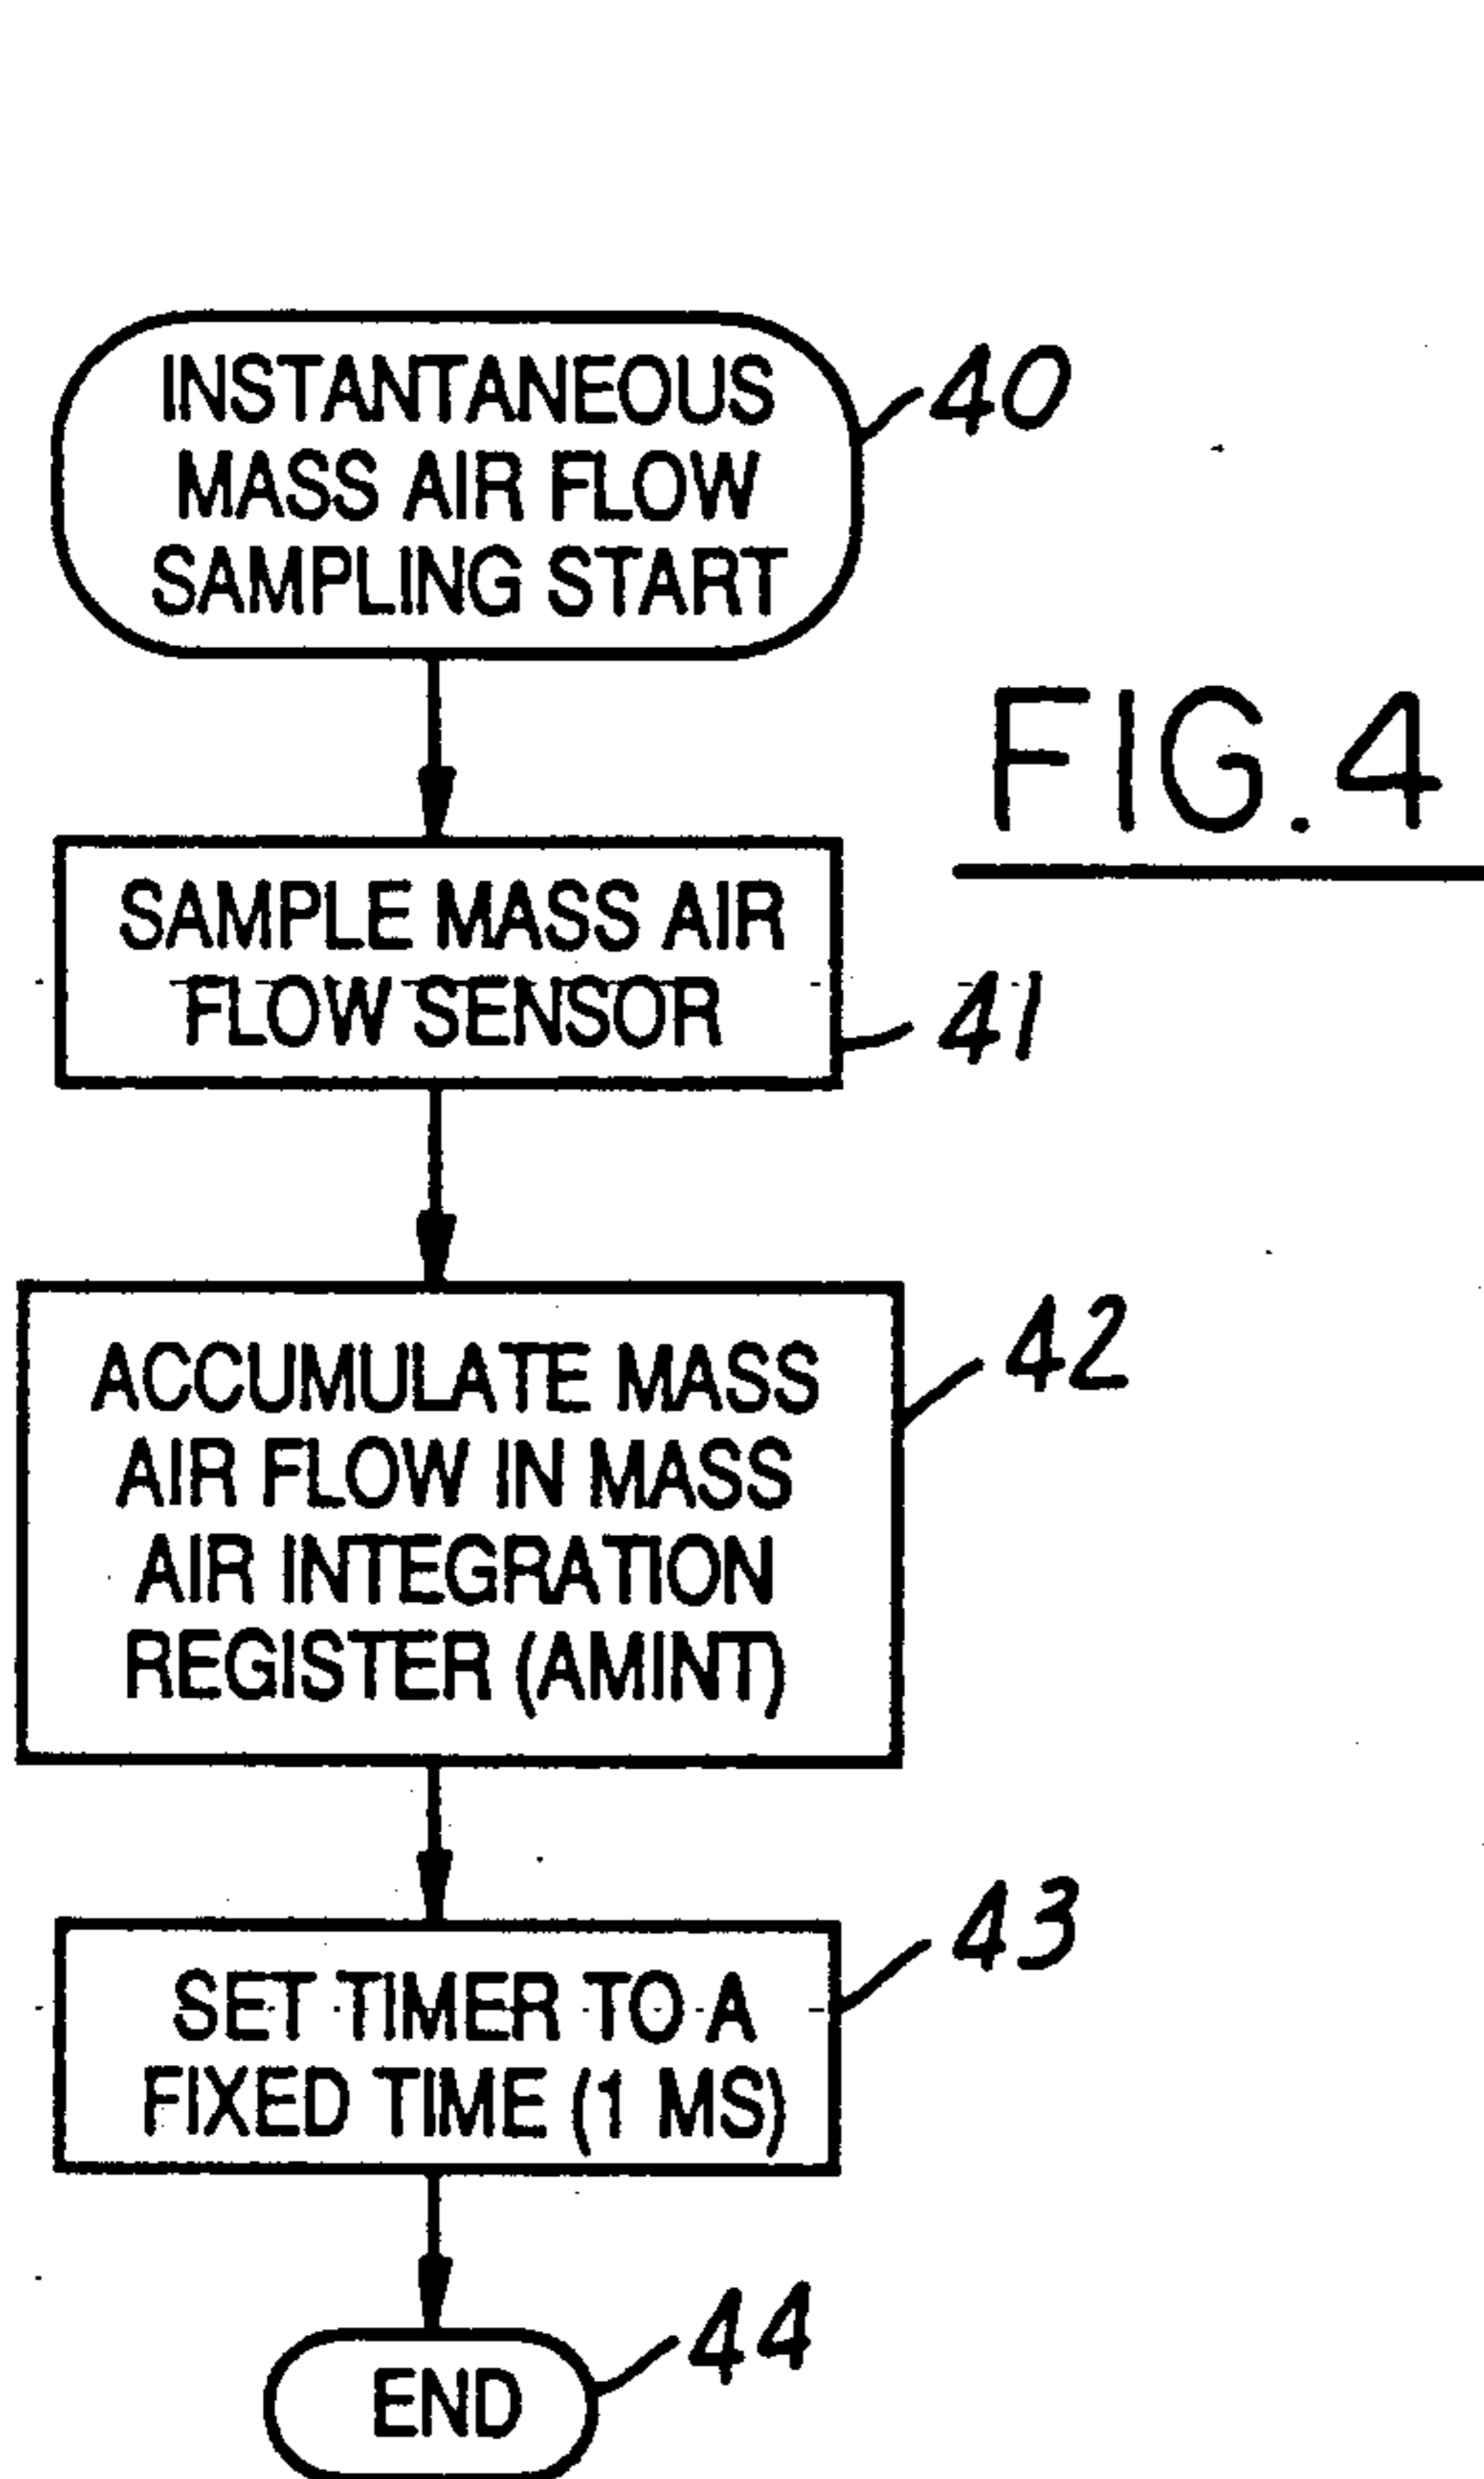 INSTANTANEOUS
MASS AIR FLOW
SAMPLING START
40
FIG.4
SAMPLE MASS AIR
FLOW SENSOR
41
ACCUMULATE MASS
AIR FLOW IN MASS
AIR INTEGRATION
REGISTER (AMINT)
42
SET TIMER TO A
FIXED TIME (1 MS)
43
END
44